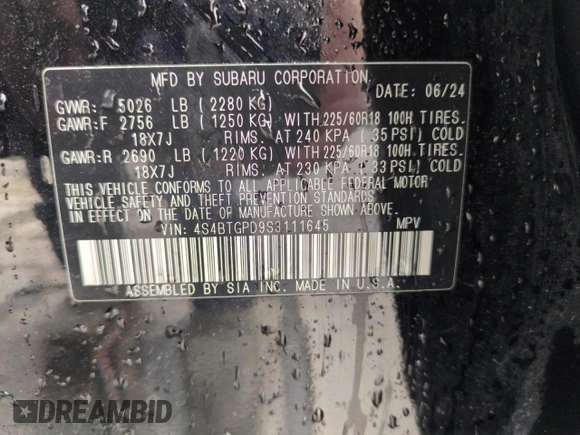 MFD BY SUBARU CORPORATION DATE: 06/24
GVWR: 5026 LB (2280 KG)
GAWR:F 2756 LB (1250 KG) WITH 225/60R18 100H TIRES.
18X7J RIMS. AT 240 KPA (35 PSI) COLD
GAWR:R 2690 LB (1220 KG) WITH 225/60R18 100H TIRES.
18X7J RIMS. AT 230 KPA (33 PSI) COLD
THIS VEHICLE CONFORMS TO ALL APPLICABLE FEDERAL MOTOR
VEHICLE SAFETY AND THEFT PREVENTION STANDARDS
IN EFFECT ON THE DATE OF MANUFACTURE SHOWN ABOVE.
VIN: 4S4BTGPD9S3111645 MPV
ASSEMBLED BY SIA INC. MADE IN U.S.A.
DREAMBID